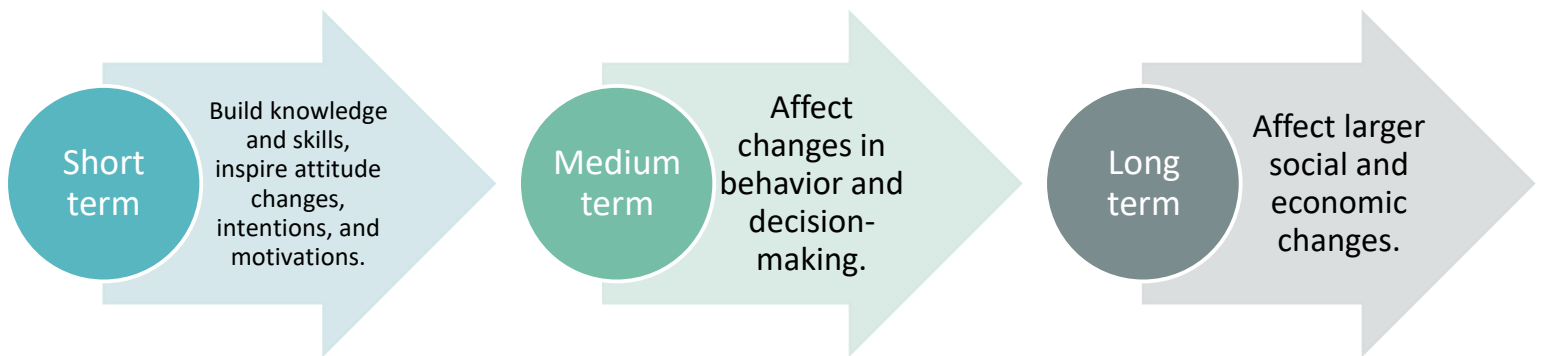 Short
term
Build knowledge
and skills,
inspire attitude
changes,
intentions, and
motivations.
Medium
term
Affect
changes in
behavior and
decision-
making.
Long
term
Affect larger
social and
economic
changes.